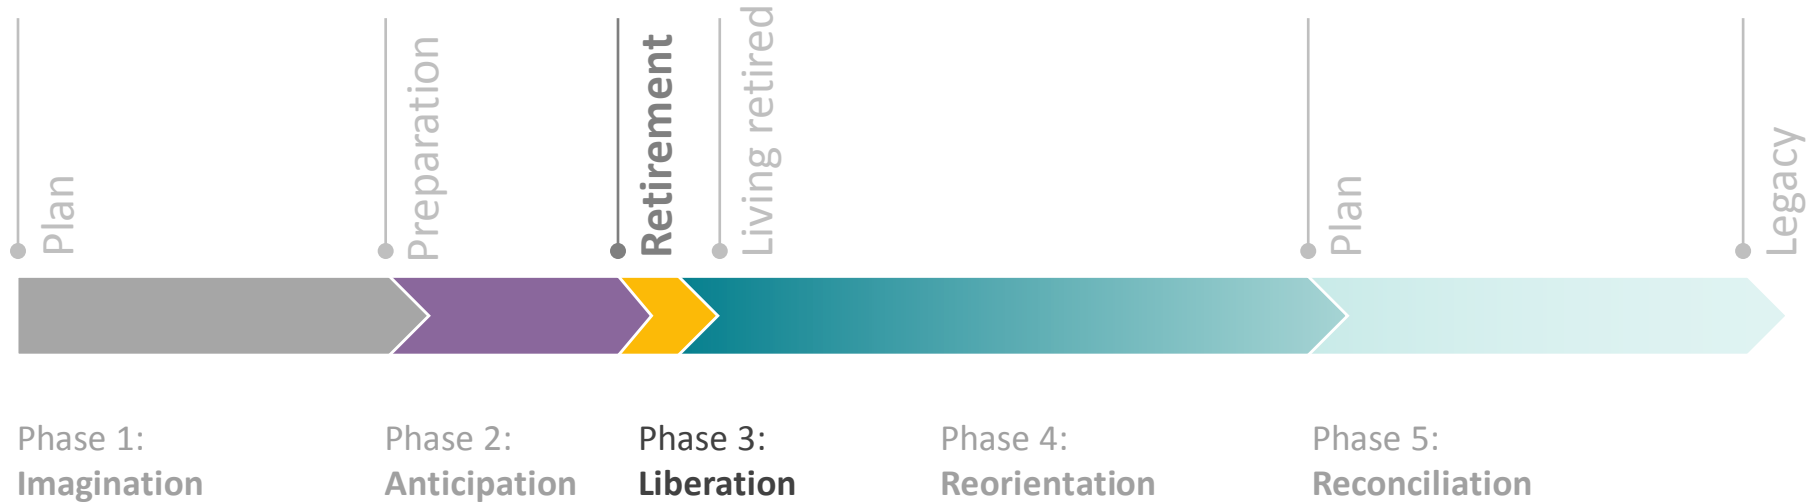 Plan
Preparation
Retirement
Living retired
Plan
Legacy
Phase 1:
Imagination
Phase 2:
Anticipation
Phase 3:
Liberation
Phase 4:
Reorientation
Phase 5:
Reconciliation